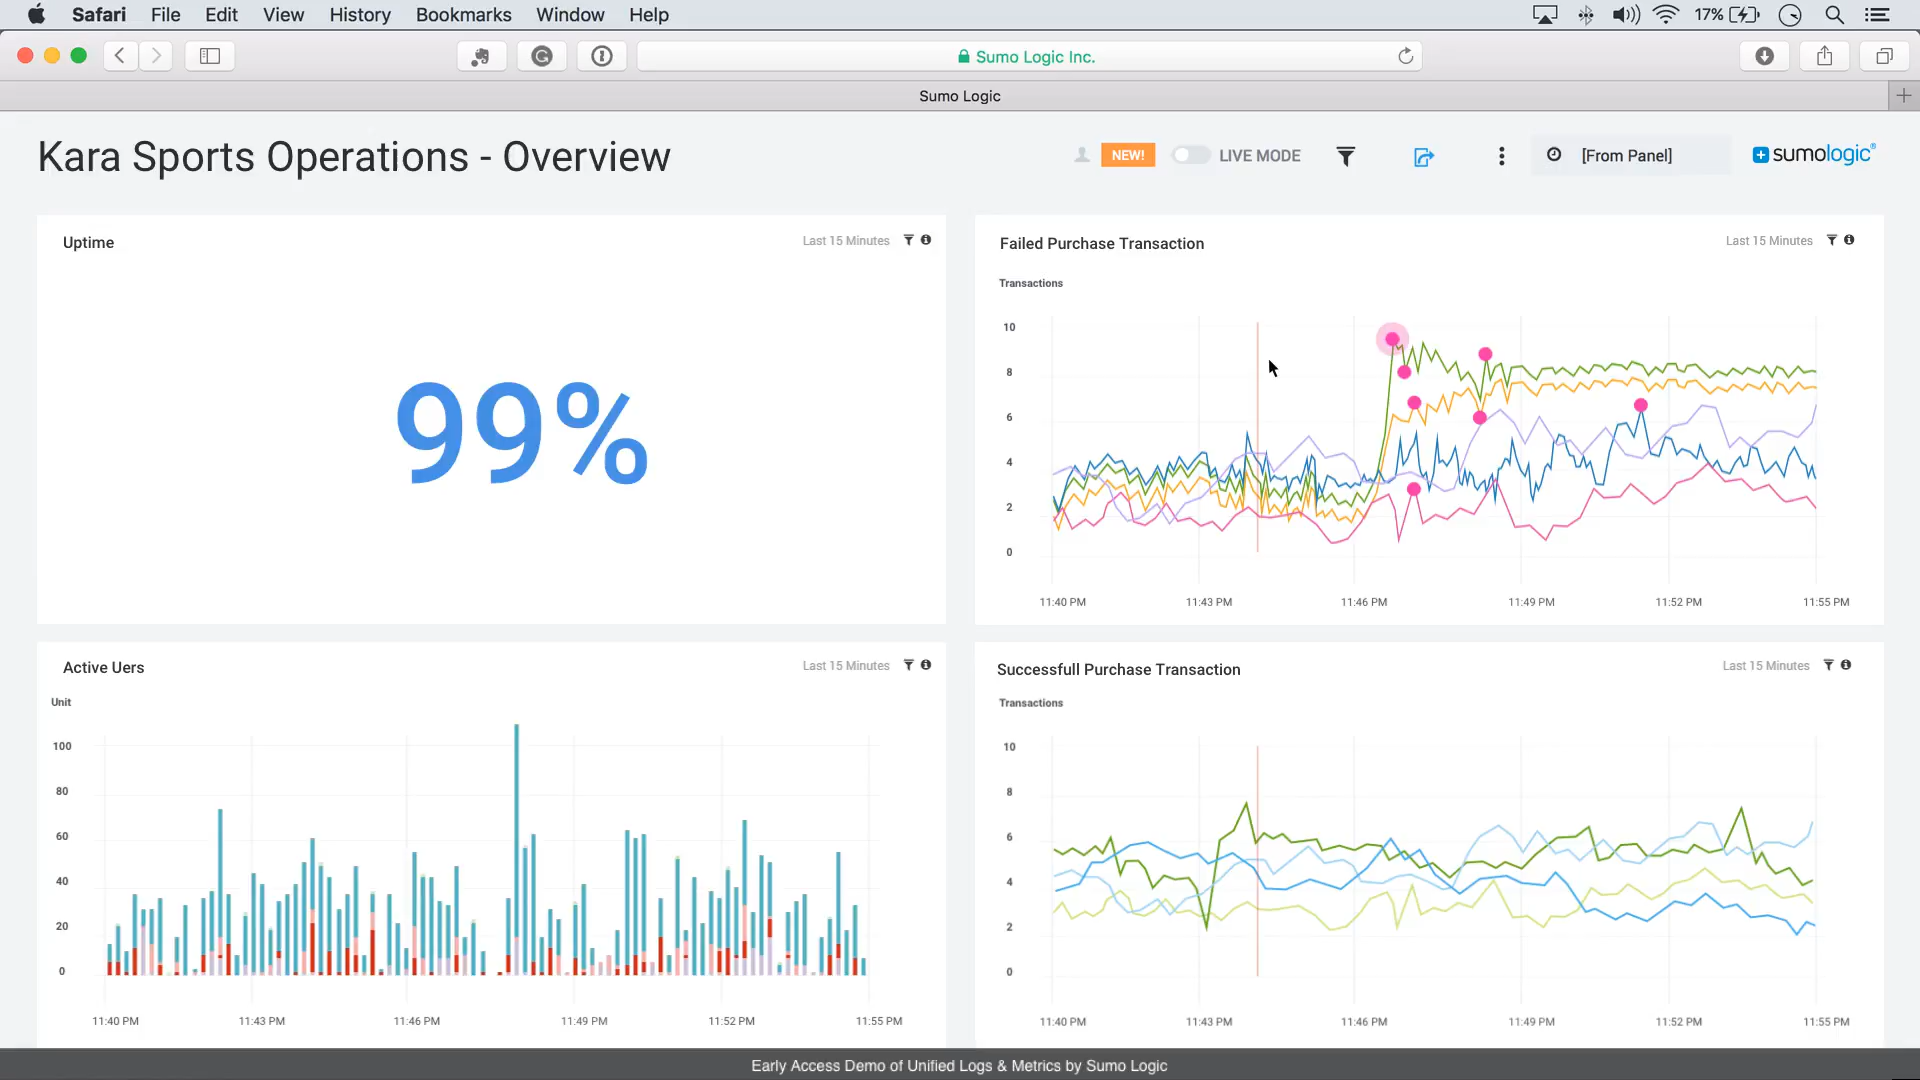 Safari File Edit View History Bookmarks Window Help 17%
Sumo Logic Inc.
Sumo Logic
Kara Sports Operations - Overview
NEW! LIVE MODE [From Panel] sumologic®
Uptime Last 15 Minutes
99%
Failed Purchase Transaction Last 15 Minutes
Transactions
10
8
6
4
2
0
11:40 PM 11:43 PM 11:46 PM 11:49 PM 11:52 PM 11:55 PM
Active Uers Last 15 Minutes
Unit
100
80
60
40
20
0
11:40 PM 11:43 PM 11:46 PM 11:49 PM 11:52 PM 11:55 PM
Successfull Purchase Transaction Last 15 Minutes
Transactions
10
8
6
4
2
0
11:40 PM 11:43 PM 11:46 PM 11:49 PM 11:52 PM 11:55 PM
Early Access Demo of Unified Logs & Metrics by Sumo Logic